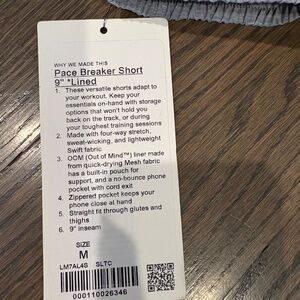 WHY WE MADE THIS
Pace Breaker Short
9" *Lined
1. These versatile shorts adapt to
your workout. Keep your
essentials on-hand with storage
options that won't hold you
back on the track, or during
your toughest training sessions
2. Made with four-way stretch,
sweat-wicking, and lightweight
Swift fabric
3. OOM (Out of Mind™) liner made
from quick-drying Mesh fabric
has a built-in pouch for
support, and a no-bounce phone
pocket with cord exit
4. Zippered pocket keeps your
phone close at hand
5. Straight fit through glutes and
thighs
6. 9" inseam
SIZE
M
LM7AL4S SLTC
000110026346